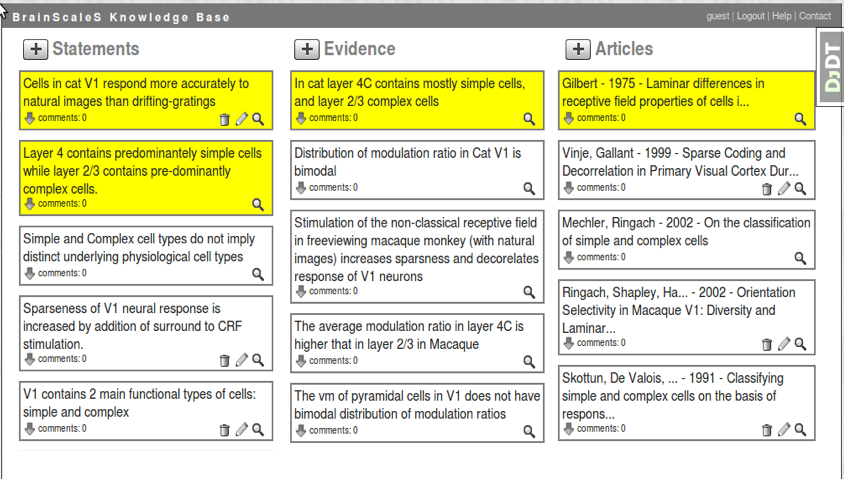 BrainScaleS Knowledge Base
guest | Logout | Help | Contact
DjDT
+ Statements
Cells in cat V1 respond more accurately to
natural images than drifting-gratings
comments: 0
Layer 4 contains predominantely simple cells
while layer 2/3 contains pre-dominantly
complex cells.
comments: 0
Simple and Complex cell types do not imply
distinct underlying physiological cell types
comments: 0
Sparseness of V1 neural response is
increased by addition of surround to CRF
stimulation.
comments: 0
V1 contains 2 main functional types of cells:
simple and complex
comments: 0
+ Evidence
In cat layer 4C contains mostly simple cells,
and layer 2/3 complex cells
comments: 0
Distribution of modulation ratio in Cat V1 is
bimodal
comments: 0
Stimulation of the non-classical receptive field
in freeviewing macaque monkey (with natural
images) increases sparsness and decorelates
response of V1 neurons
comments: 0
The average modulation ratio in layer 4C is
higher that in layer 2/3 in Macaque
comments: 0
The vm of pyramidal cells in V1 does not have
bimodal distribution of modulation ratios
comments: 0
+ Articles
Gilbert - 1975 - Laminar differences in
receptive field properties of cells i...
comments: 0
Vinje, Gallant - 1999 - Sparse Coding and
Decorrelation in Primary Visual Cortex Dur...
comments: 0
Mechler, Ringach - 2002 - On the classification
of simple and complex cells
comments: 0
Ringach, Shapley, Ha... - 2002 - Orientation
Selectivity in Macaque V1: Diversity and
Laminar...
comments: 0
Skottun, De Valois, ... - 1991 - Classifying
simple and complex cells on the basis of
respons...
comments: 0